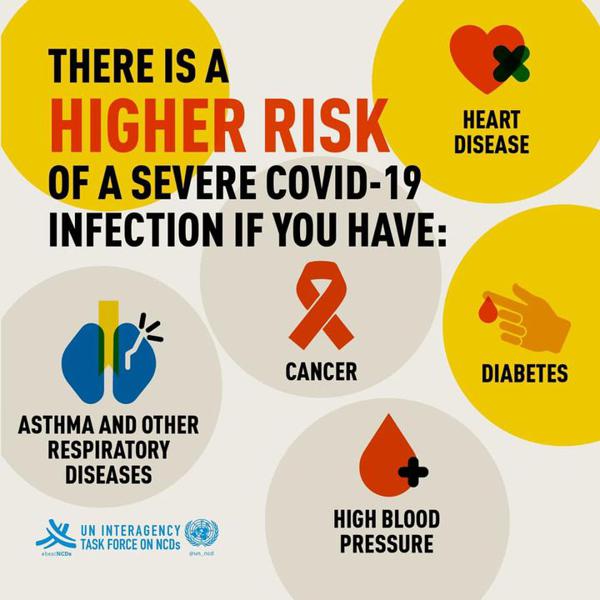 THERE IS A
HIGHER RISK
OF A SEVERE COVID-19
INFECTION IF YOU HAVE:
HEART
DISEASE
CANCER
DIABETES
ASTHMA AND OTHER
RESPIRATORY
DISEASES
HIGH BLOOD
PRESSURE
UN INTERAGENCY
TASK FORCE ON NCDs
#beatNCDs
@un_ncd